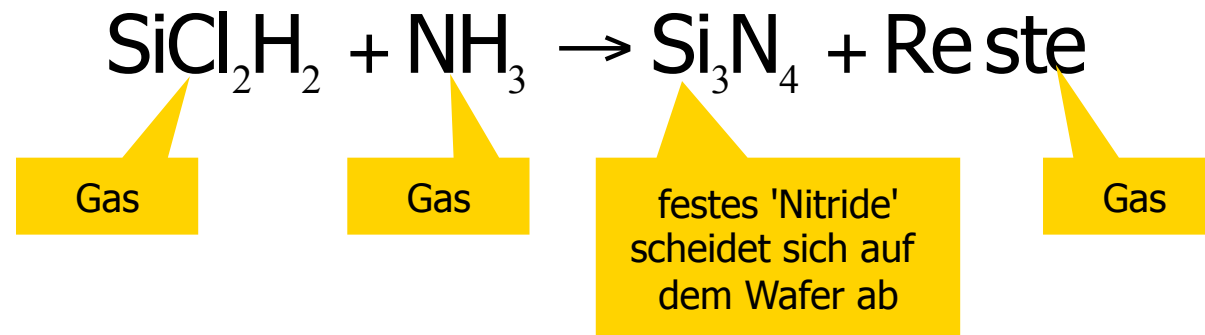 SiCl₂H₂ + NH₃ → Si₃N₄ + Reste
Gas
Gas
festes 'Nitride'
scheidet sich auf
dem Wafer ab
Gas